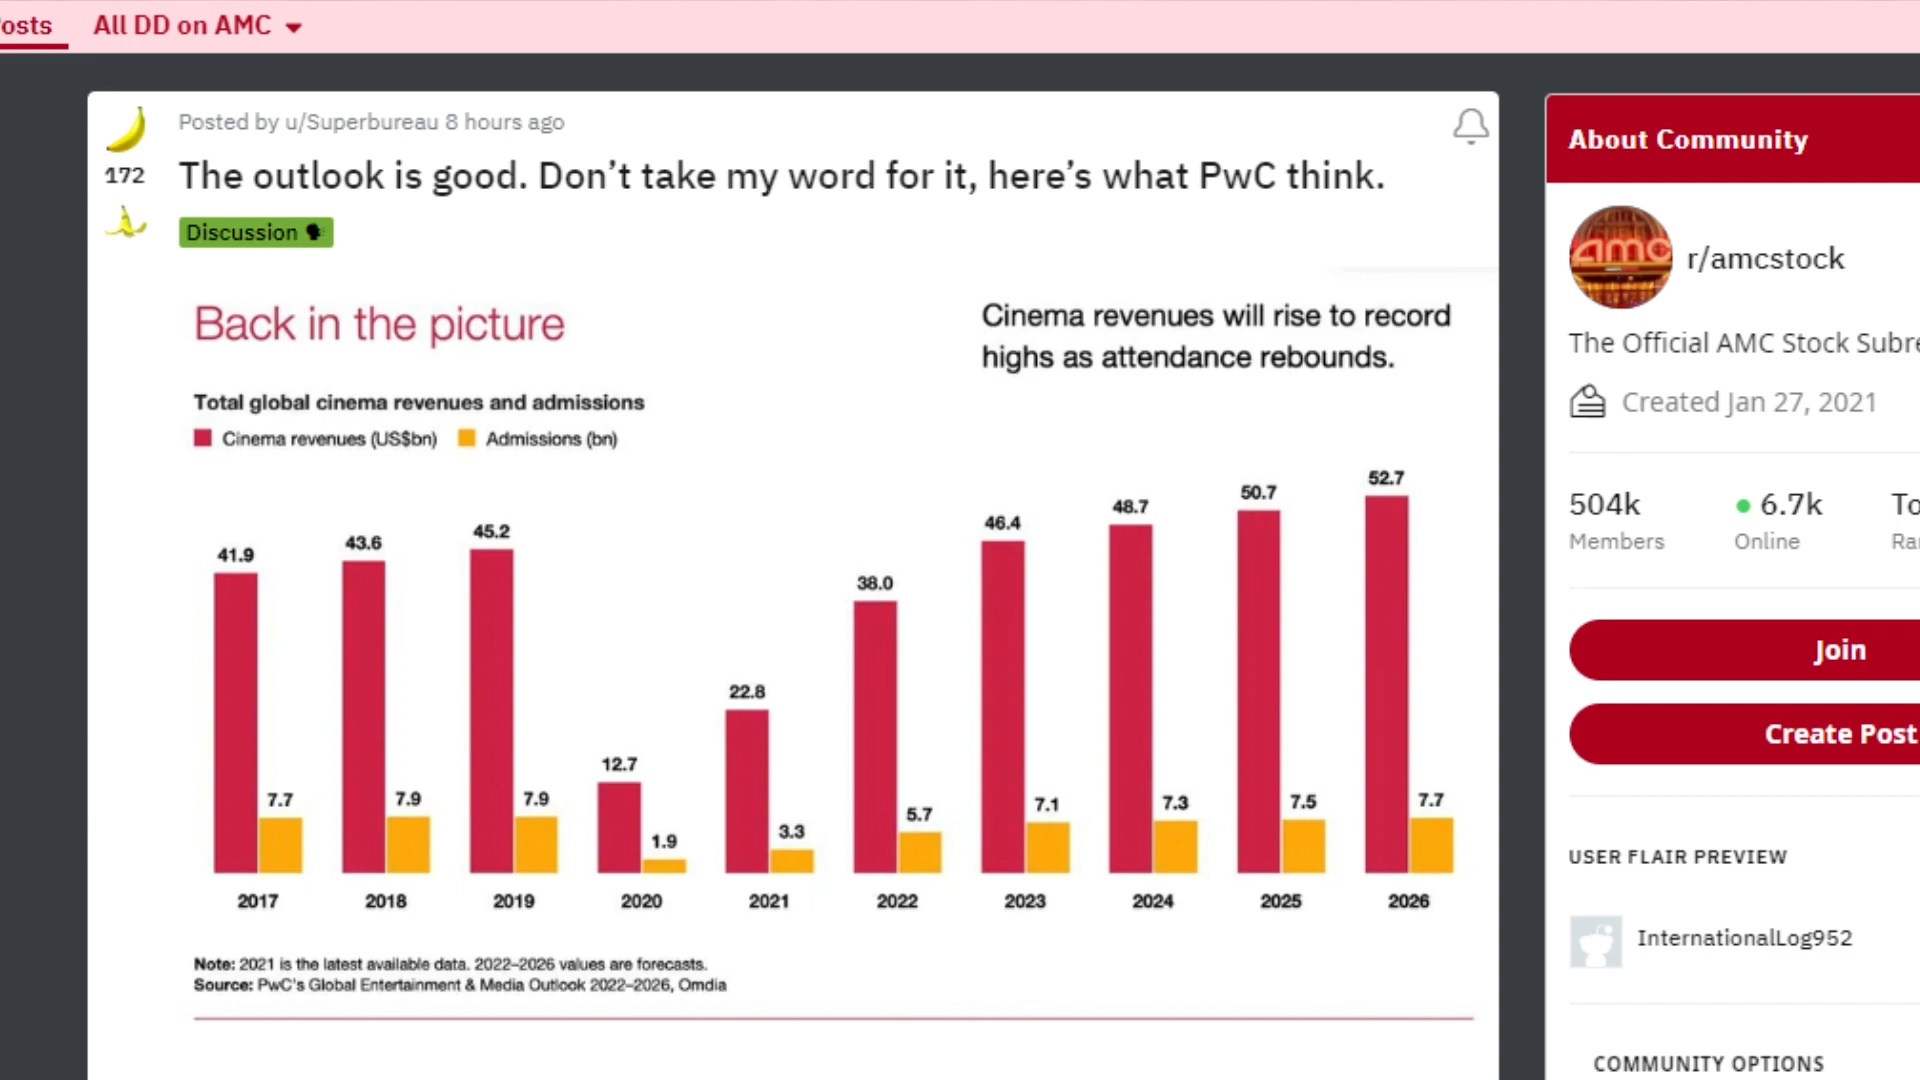 osts
All DD on AMC
Posted by u/Superbureau 8 hours ago
172
The outlook is good. Don’t take my word for it, here’s what PwC think.
Discussion
Back in the picture
Cinema revenues will rise to record
highs as attendance rebounds.
Total global cinema revenues and admissions
Cinema revenues (US$bn) Admissions (bn)
41.9 43.6 45.2 12.7 22.8 38.0 46.4 48.7 50.7 52.7
7.7 7.9 7.9 1.9 3.3 5.7 7.1 7.3 7.5 7.7
2017 2018 2019 2020 2021 2022 2023 2024 2025 2026
Note: 2021 is the latest available data. 2022–2026 values are forecasts.
Source: PwC's Global Entertainment & Media Outlook 2022–2026, Omdia
About Community
amc
r/amcstock
The Official AMC Stock Subre
Created Jan 27, 2021
504k 6.7k To
Members Online Ra
Join
Create Post
USER FLAIR PREVIEW
InternationalLog952
COMMUNITY OPTIONS